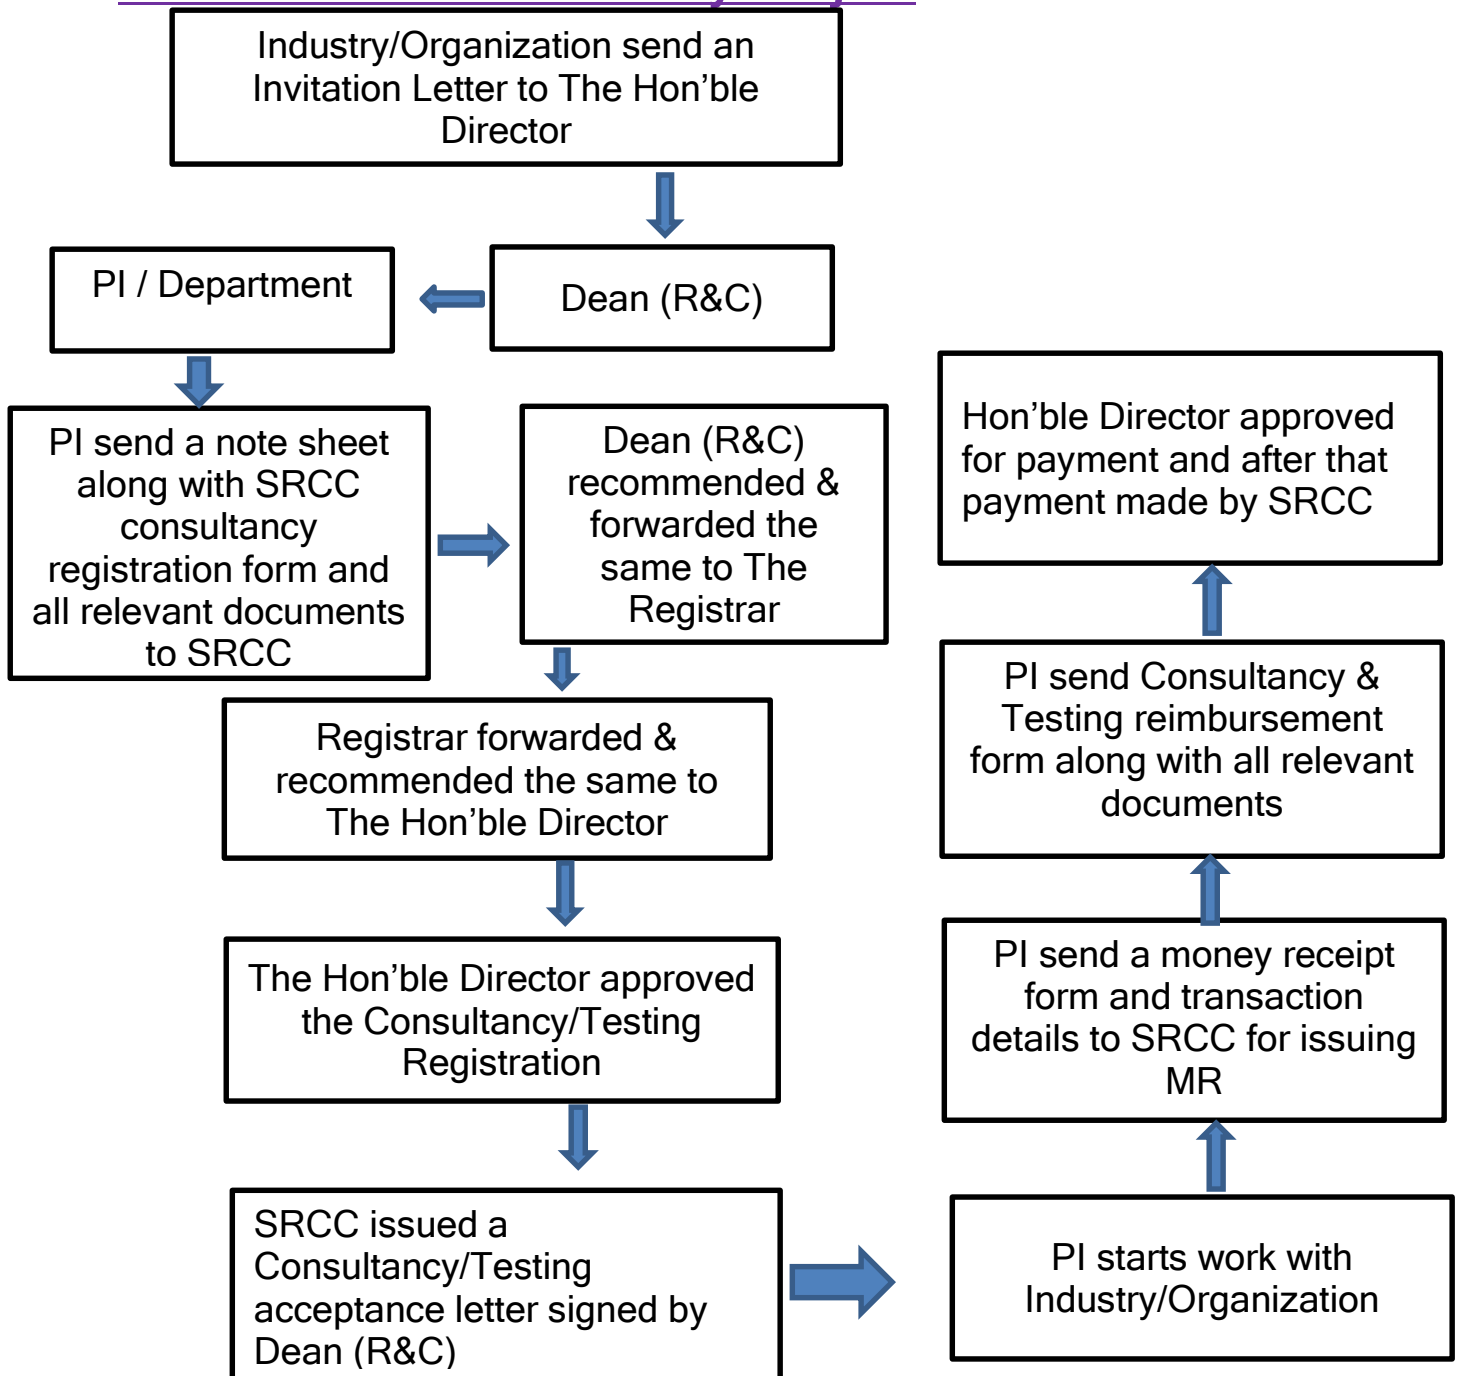 Industry/Organization send an
Invitation Letter to The Hon’ble
Director
Dean (R&C)
PI / Department
PI send a note sheet
along with SRCC
consultancy
registration form and
all relevant documents
to SRCC
Dean (R&C)
recommended &
forwarded the
same to The
Registrar
Registrar forwarded &
recommended the same to
The Hon’ble Director
The Hon’ble Director approved
the Consultancy/Testing
Registration
SRCC issued a
Consultancy/Testing
acceptance letter signed by
Dean (R&C)
PI starts work with
Industry/Organization
PI send a money receipt
form and transaction
details to SRCC for issuing
MR
PI send Consultancy &
Testing reimbursement
form along with all relevant
documents
Hon’ble Director approved
for payment and after that
payment made by SRCC